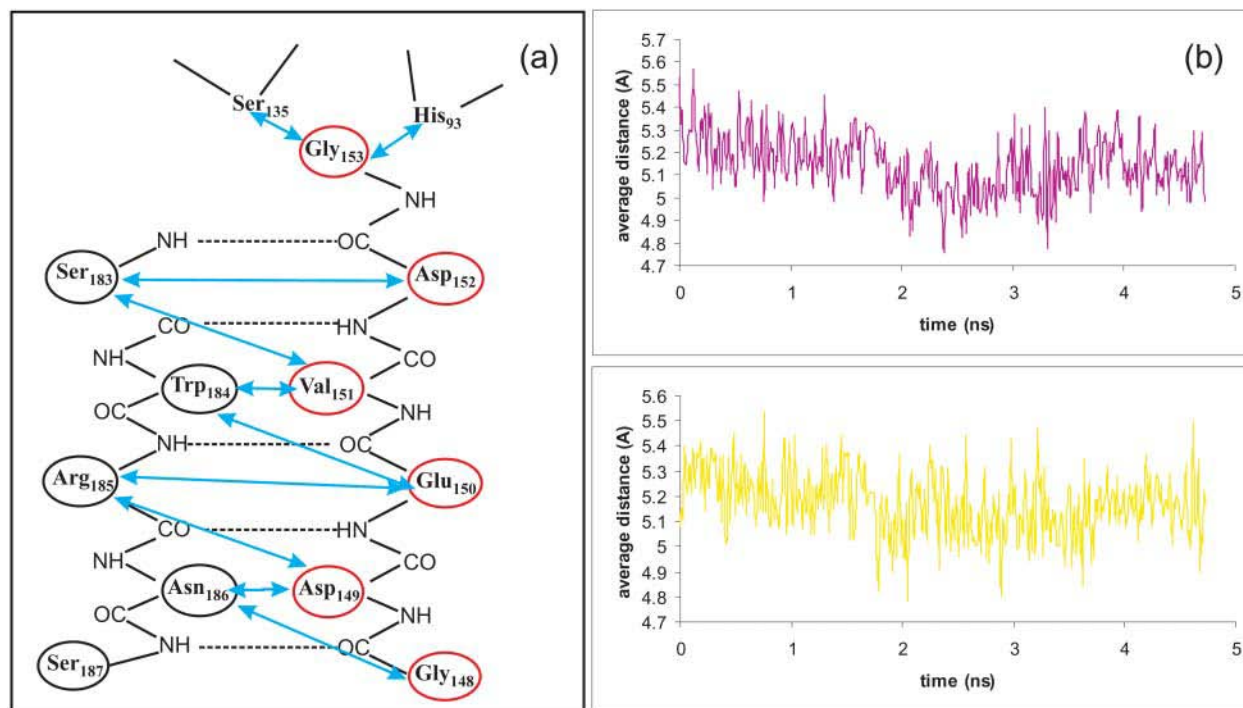 (a)
Ser135
His93
Gly153
NH
NH
OC
Ser183
Asp152
CO
HN
NH
CO
Trp184
Val151
OC
NH
NH
OC
Arg185
Glu150
CO
HN
NH
CO
Asn186
Asp149
OC
NH
NH
OC
Ser187
Gly148
(b)
average distance (A)
5.7
5.6
5.5
5.4
5.3
5.2
5.1
5
4.9
4.8
4.7
0 1 2 3 4 5
time (ns)
average distance (A)
5.6
5.5
5.4
5.3
5.2
5.1
5
4.9
4.8
4.7
0 1 2 3 4 5
time (ns)